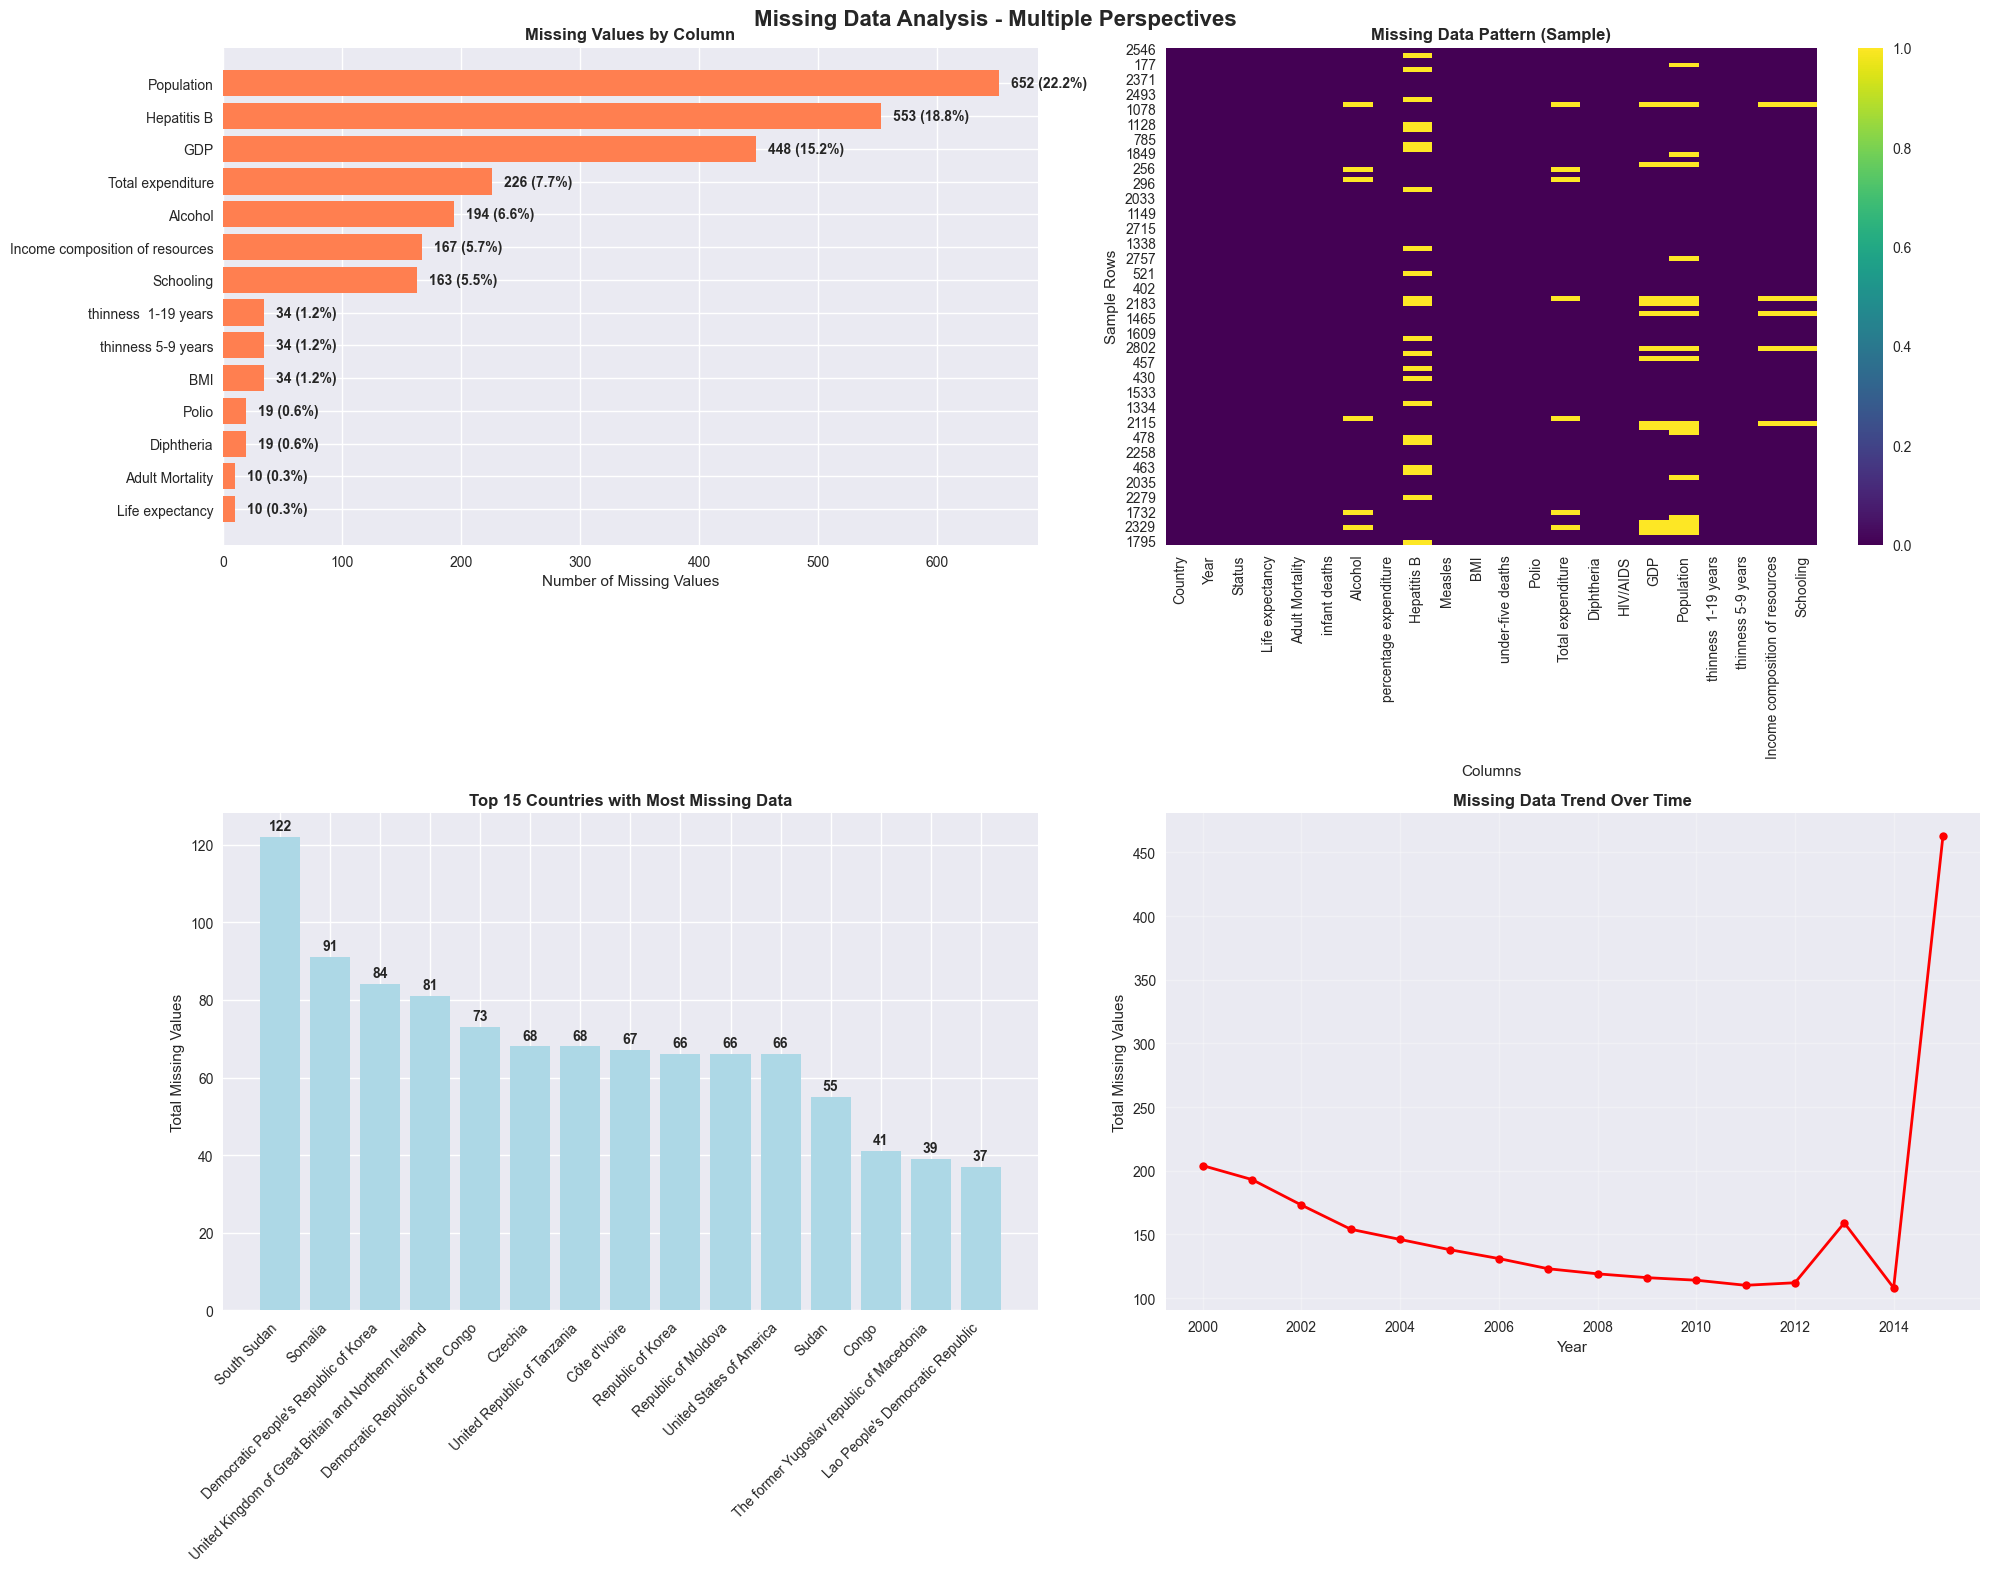 Missing Data Analysis - Multiple Perspectives
Missing Values by Column
Population
Hepatitis B
GDP
Total expenditure
Alcohol
Income composition of resources
Schooling
thinness  1-19 years
thinness 5-9 years
BMI
Polio
Diphtheria
Adult Mortality
Life expectancy
652 (22.2%)
553 (18.8%)
448 (15.2%)
226 (7.7%)
194 (6.6%)
167 (5.7%)
163 (5.5%)
34 (1.2%)
34 (1.2%)
34 (1.2%)
19 (0.6%)
19 (0.6%)
10 (0.3%)
10 (0.3%)
0 100 200 300 400 500 600
Number of Missing Values
Missing Data Pattern (Sample)
Sample Rows
2546
177
2371
2493
1078
1128
785
1849
256
296
2033
1149
2715
1338
2757
521
402
2183
1465
1609
2802
457
430
1533
1334
2115
478
2258
463
2035
2279
1732
2329
1795
1.0
0.8
0.6
0.4
0.2
0.0
Country
Year
Status
Life expectancy
Adult Mortality
infant deaths
Alcohol
percentage expenditure
Hepatitis B
Measles
BMI
under-five deaths
Polio
Total expenditure
Diphtheria
HIV/AIDS
GDP
Population
thinness  1-19 years
thinness 5-9 years
Income composition of resources
Schooling
Columns
Top 15 Countries with Most Missing Data
Total Missing Values
120
100
80
60
40
20
0
122
91
84
81
73
68
68
67
66
66
66
55
41
39
37
South Sudan
Somalia
Democratic People's Republic of Korea
United Kingdom of Great Britain and Northern Ireland
Democratic Republic of the Congo
Czechia
United Republic of Tanzania
Côte d'Ivoire
Republic of Korea
Republic of Moldova
United States of America
Sudan
Congo
The former Yugoslav republic of Macedonia
Lao People's Democratic Republic
Missing Data Trend Over Time
Total Missing Values
450
400
350
300
250
200
150
100
2000 2002 2004 2006 2008 2010 2012 2014
Year